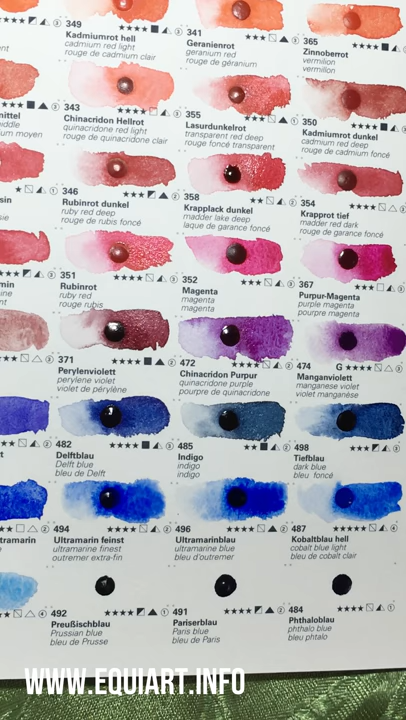 349
Kadmiumrot hell
cadmium red light
rouge de cadmium clair
341
Geranienrot
geranium red
rouge de géranium
365
Zinnoberrot
vermilion
vermillon
343
Chinacridon Hellrot
quinacridone red light
rouge de quinacridone clair
355
Lasurdunkelrot
transparent red deep
rouge foncé transparent
350
Kadmiumrot dunkel
cadmium red deep
rouge de cadmium foncé
346
Rubinrot dunkel
ruby red deep
rouge de rubis foncé
358
Krapplack dunkel
madder lake deep
laque de garance foncé
354
Krapprot tief
madder red dark
rouge de garance foncé
351
Rubinrot
ruby red
rouge rubis
352
Magenta
magenta
magenta
367
Purpur-Magenta
purple magenta
pourpre magenta
371
Perylenviolett
perylene violet
violet de pérylène
472
Chinacridon Purpur
quinacridone purple
pourpre de quinacridone
474
G
Manganviolett
manganese violet
violet manganèse
482
Delftblau
Delft blue
bleu de Delft
485
Indigo
indigo
indigo
498
Tiefblau
dark blue
bleu foncé
494
Ultramarin feinst
ultramarine finest
outremer extra-fin
496
Ultramarinblau
ultramarine blue
bleu d'outremer
487
Kobaltblau hell
cobalt blue light
bleu de cobalt clair
492
Preußischblau
Prussian blue
bleu de Prusse
491
Pariserblau
Paris blue
bleu de Paris
484
Phthaloblau
phthalo blue
bleu phtalo
WWW.EQUIART.INFO